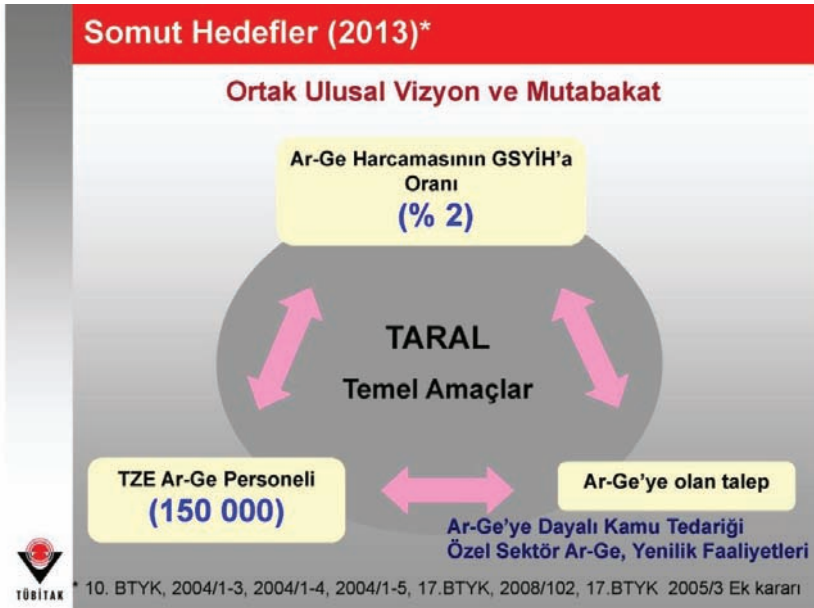 Somut Hedefler (2013)*
Ortak Ulusal Vizyon ve Mutabakat
Ar-Ge Harcamasının GSYİH’a
Oranı
(% 2)
TARAL
Temel Amaçlar
TZE Ar-Ge Personeli
(150 000)
Ar-Ge’ye olan talep
Ar-Ge’ye Dayalı Kamu Tedariği
Özel Sektör Ar-Ge, Yenilik Faaliyetleri
TÜBİTAK
* 10. BTYK, 2004/1-3, 2004/1-4, 2004/1-5, 17.BTYK, 2008/102, 17.BTYK 2005/3 Ek kararı